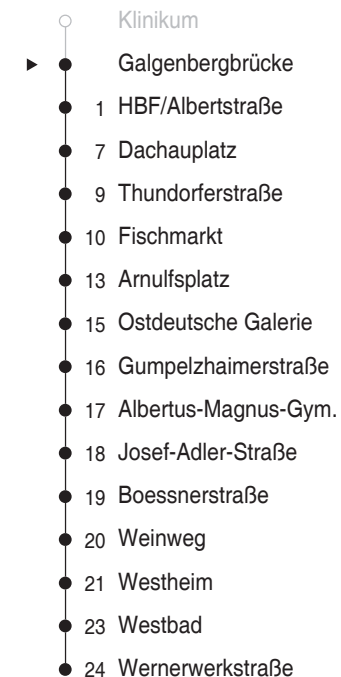 Klinikum
Galgenbergbrücke
1 HBF/Albertstraße
7 Dachauplatz
9 Thundorferstraße
10 Fischmarkt
13 Arnulfsplatz
15 Ostdeutsche Galerie
16 Gumpelzhaimerstraße
17 Albertus-Magnus-Gym.
18 Josef-Adler-Straße
19 Boessnerstraße
20 Weinweg
21 Westheim
23 Westbad
24 Wernerwerkstraße